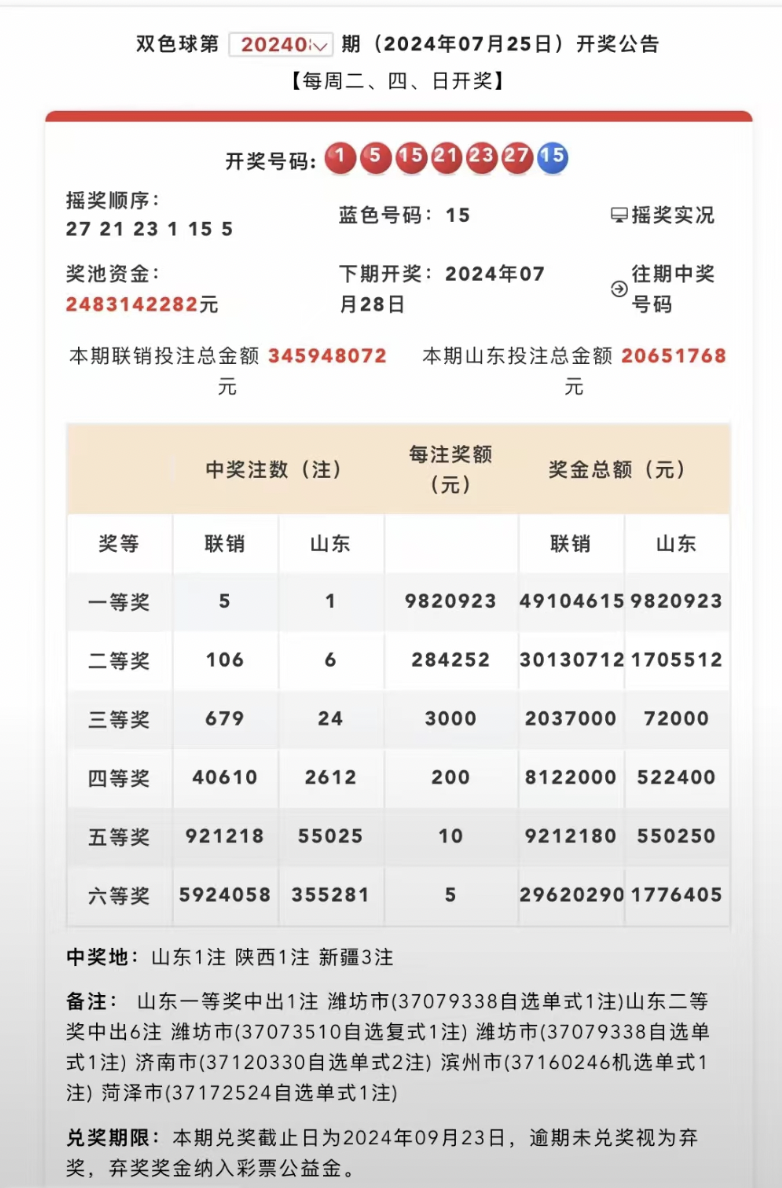 双色球第 20240 期（2024年07月25日）开奖公告
【每周二、四、日开奖】
开奖号码: 1 5 15 21 23 27 15
摇奖顺序:
27 21 23 1 15 5
蓝色号码: 15
摇奖实况
奖池资金:
2483142282元
下期开奖: 2024年07
月28日
往期中奖
号码
本期联销投注总金额 345948072
元
本期山东投注总金额 20651768
元
中奖注数（注） 每注奖额（元） 奖金总额（元）
奖等 联销 山东 联销 山东
一等奖 5 1 9820923 49104615 9820923
二等奖 106 6 284252 30130712 1705512
三等奖 679 24 3000 2037000 72000
四等奖 40610 2612 200 8122000 522400
五等奖 921218 55025 10 9212180 550250
六等奖 5924058 355281 5 29620290 1776405
中奖地: 山东1注 陕西1注 新疆3注
备注: 山东一等奖中出1注 潍坊市(37079338自选单式1注)山东二等
奖中出6注 潍坊市(37073510自选复式1注) 潍坊市(37079338自选单
式1注) 济南市(37120330自选单式2注) 滨州市(37160246机选单式1
注) 菏泽市(37172524自选单式1注)
兑奖期限: 本期兑奖截止日为2024年09月23日，逾期未兑奖视为弃
奖，弃奖奖金纳入彩票公益金。